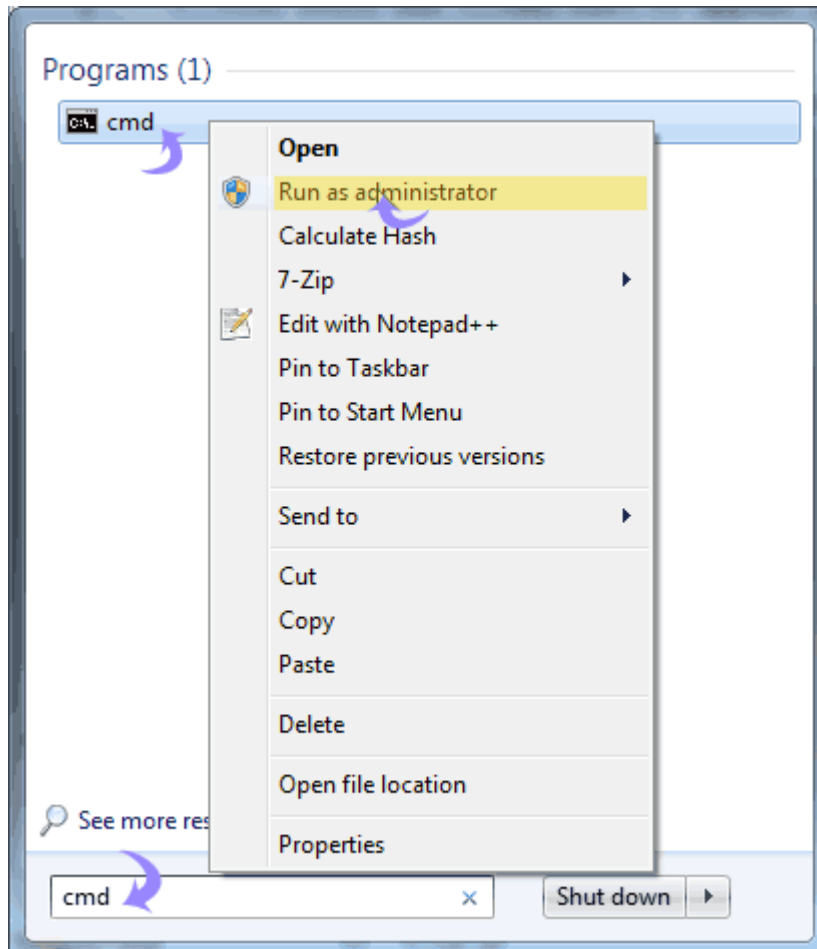 Programs (1)
cmd
Open
Run as administrator
Calculate Hash
7-Zip
Edit with Notepad++
Pin to Taskbar
Pin to Start Menu
Restore previous versions
Send to
Cut
Copy
Paste
Delete
Open file location
Properties
See more res
cmd
Shut down